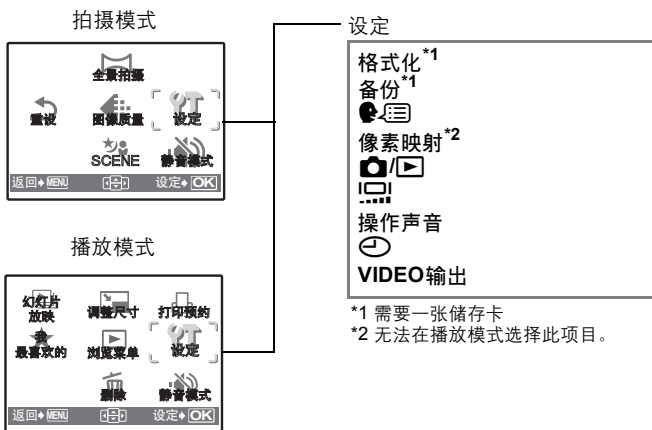 拍摄模式
全景拍摄
重设
图像质量
设定
SCENE
静音模式
返回 MENU
设定 OK
播放模式
幻灯片
放映
调整尺寸
打印预约
我
最喜欢的
浏览菜单
设定
删除
静音模式
返回 MENU
设定 OK
设定
格式化*1
备份*1
像素映射*2
操作声音
VIDEO输出
*1 需要一张储存卡
*2 无法在播放模式选择此项目。